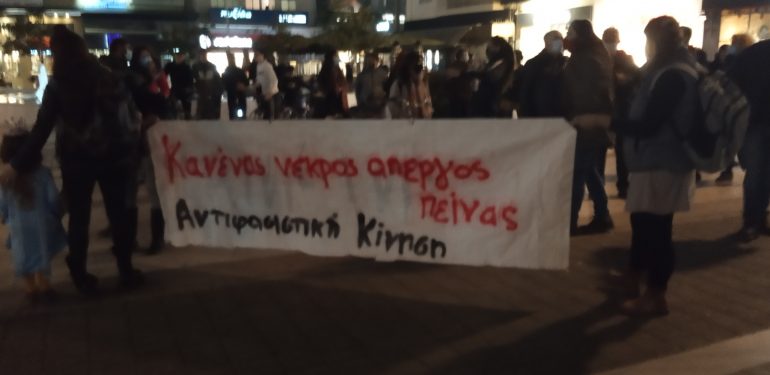 Κανένας νεκρός απεργός
πείνας
Αντιφασιστική Κίνηση